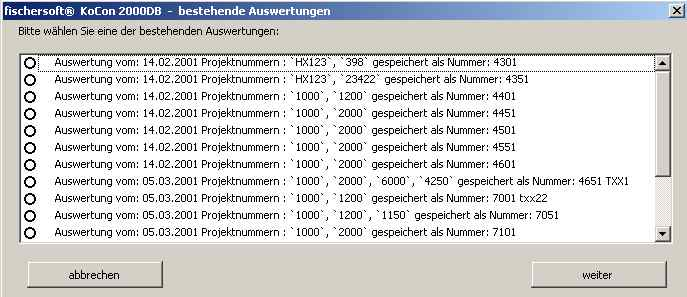 fischersoft® KoCon 2000DB - bestehende Auswertungen
Bitte wählen Sie eine der bestehenden Auswertungen:
Auswertung vom: 14.02.2001 Projektnummern : `HX123`, `398` gespeichert als Nummer: 4301
Auswertung vom: 14.02.2001 Projektnummern : `HX123`, `23422` gespeichert als Nummer: 4351
Auswertung vom: 14.02.2001 Projektnummern : `1000`, `1200` gespeichert als Nummer: 4401
Auswertung vom: 14.02.2001 Projektnummern : `1000`, `2000` gespeichert als Nummer: 4451
Auswertung vom: 14.02.2001 Projektnummern : `1000`, `2000` gespeichert als Nummer: 4501
Auswertung vom: 14.02.2001 Projektnummern : `1000`, `2000` gespeichert als Nummer: 4551
Auswertung vom: 14.02.2001 Projektnummern : `1000`, `2000` gespeichert als Nummer: 4601
Auswertung vom: 05.03.2001 Projektnummern : `1000`, `2000`, `6000`, `4250` gespeichert als Nummer: 4651 TXX1
Auswertung vom: 05.03.2001 Projektnummern : `1000`, `1200` gespeichert als Nummer: 7001 txx22
Auswertung vom: 05.03.2001 Projektnummern : `1000`, `1200`, `1150` gespeichert als Nummer: 7051
Auswertung vom: 05.03.2001 Projektnummern : `1000`, `2000` gespeichert als Nummer: 7101
abbrechen
weiter